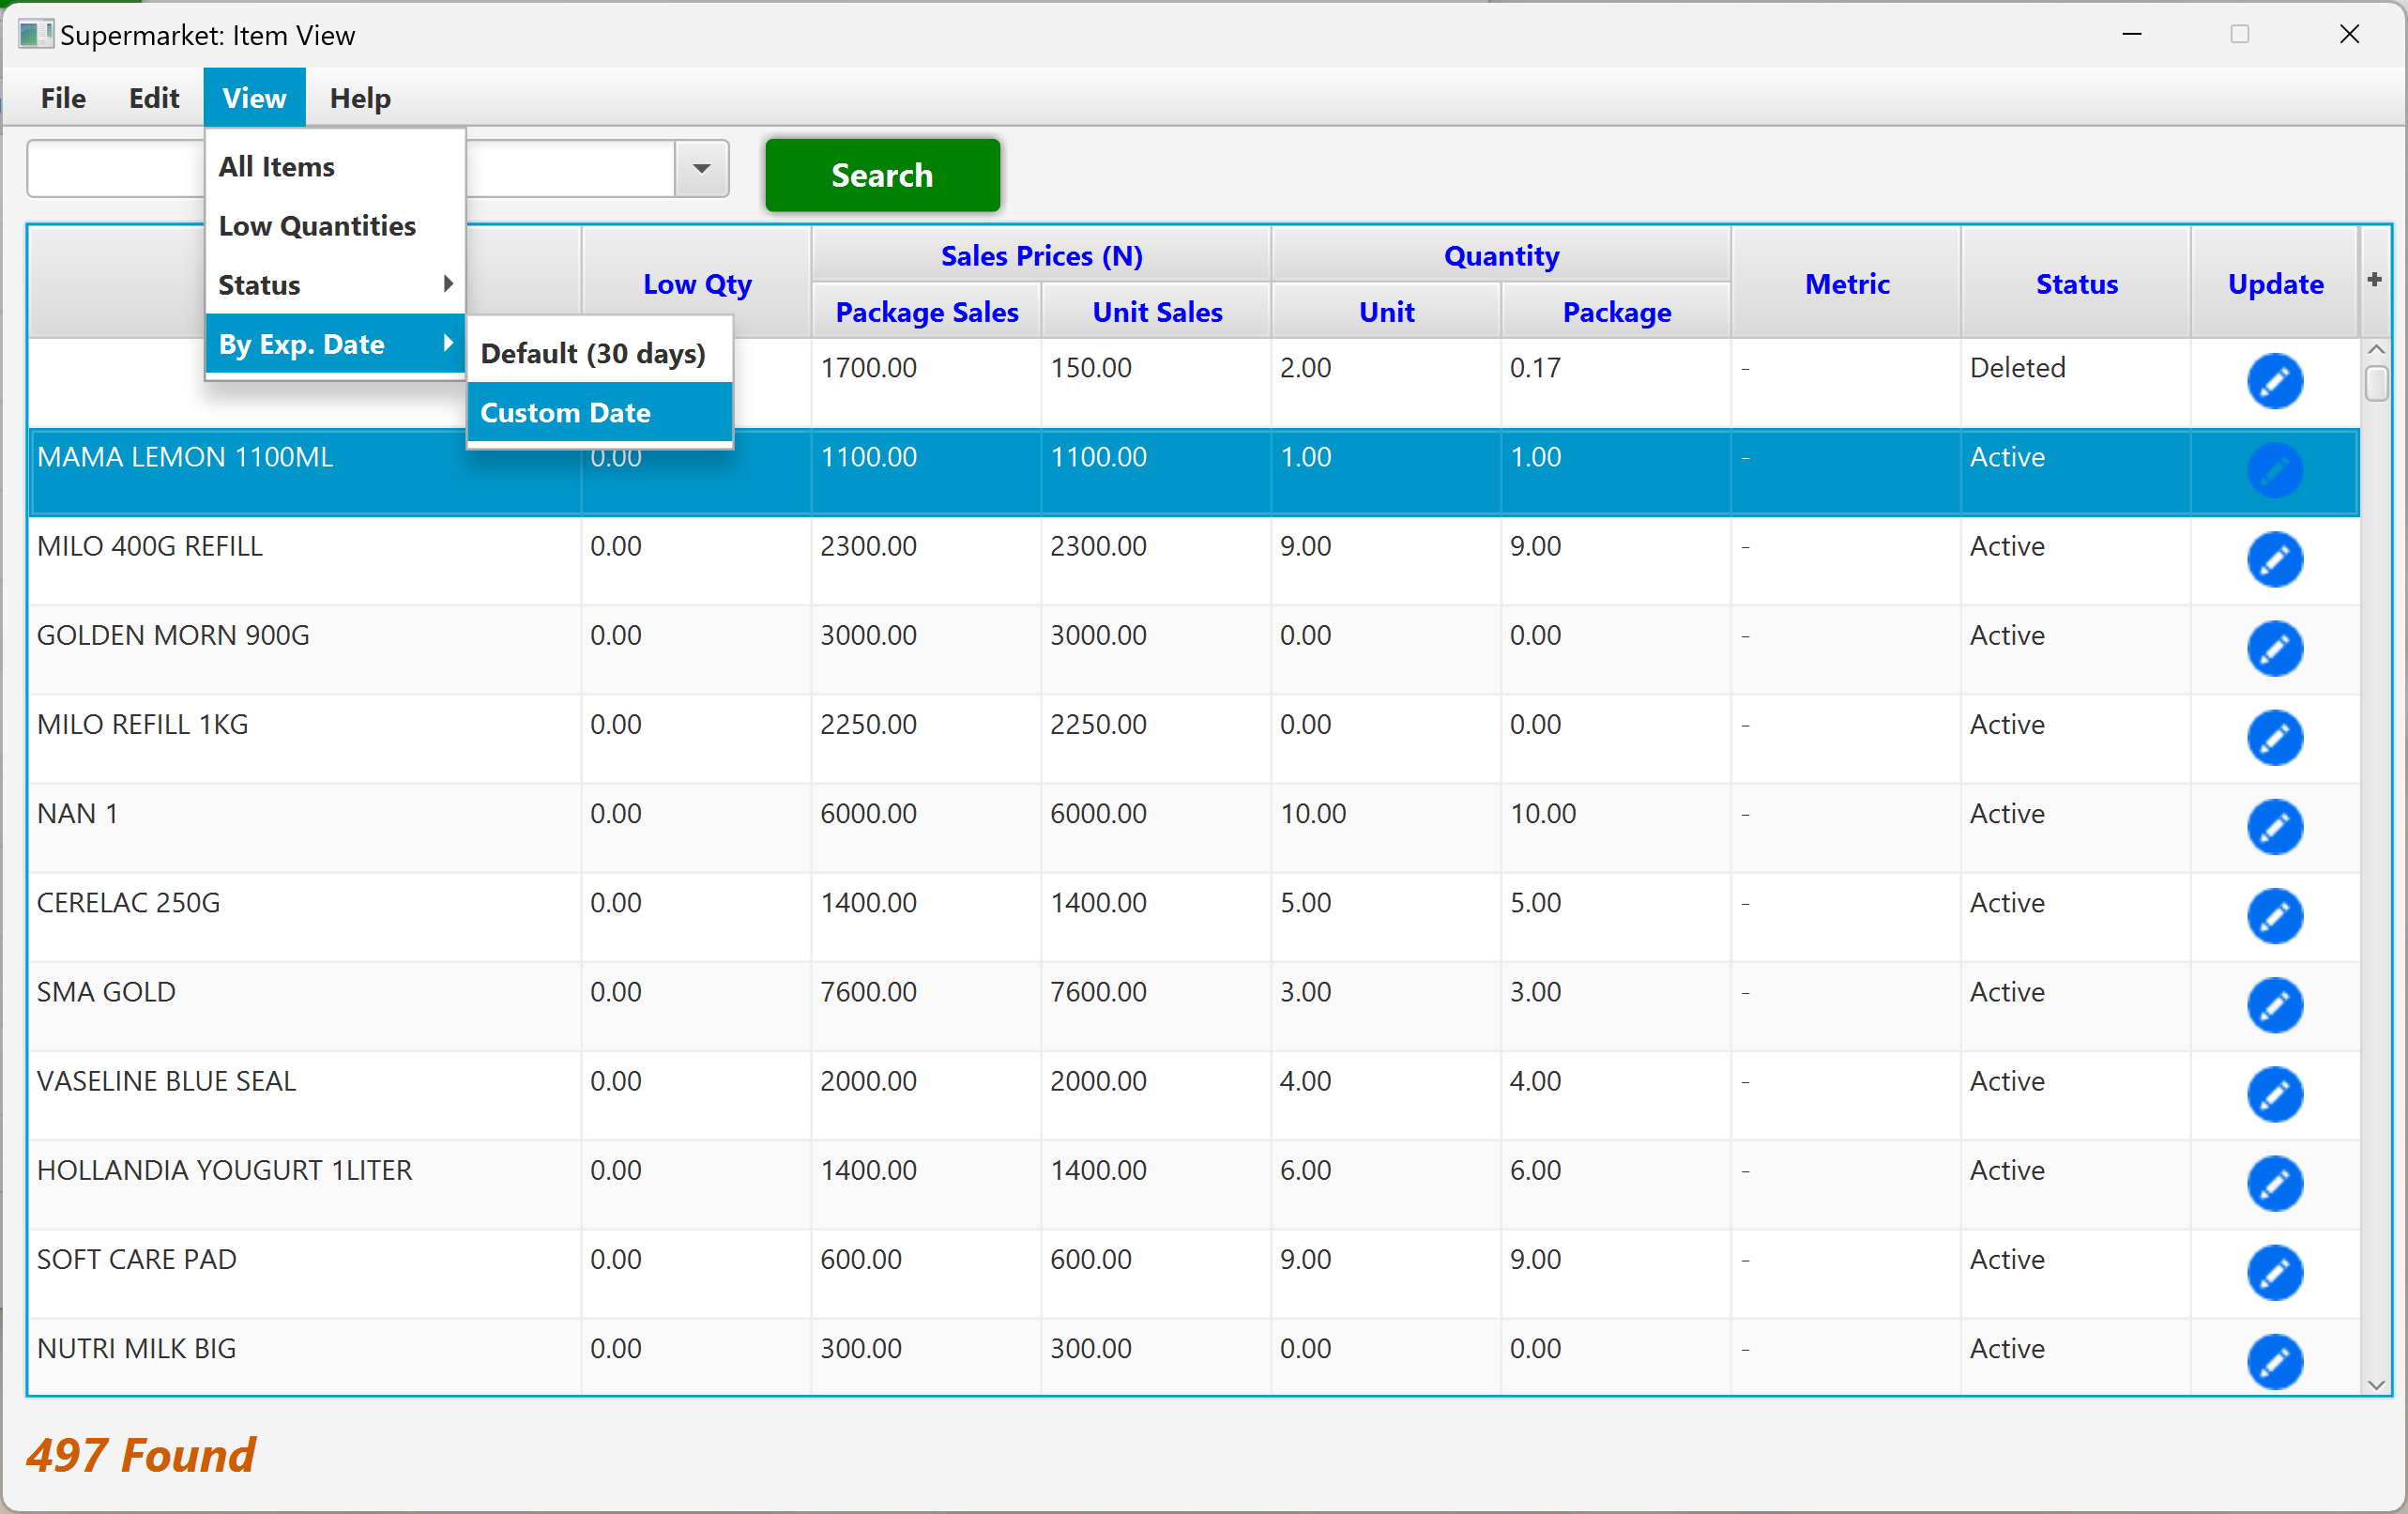 Supermarket: Item View
File Edit View Help
All Items
Search
Low Quantities
Status
By Exp. Date
Default (30 days)
Custom Date
Low Qty Sales Prices (N) Quantity Metric Status Update +
Package Sales Unit Sales Unit Package
1700.00 150.00 2.00 0.17 - Deleted
MAMA LEMON 1100ML 0.00 1100.00 1100.00 1.00 1.00 - Active
MILO 400G REFILL 0.00 2300.00 2300.00 9.00 9.00 - Active
GOLDEN MORN 900G 0.00 3000.00 3000.00 0.00 0.00 - Active
MILO REFILL 1KG 0.00 2250.00 2250.00 0.00 0.00 - Active
NAN 1 0.00 6000.00 6000.00 10.00 10.00 - Active
CERELAC 250G 0.00 1400.00 1400.00 5.00 5.00 - Active
SMA GOLD 0.00 7600.00 7600.00 3.00 3.00 - Active
VASELINE BLUE SEAL 0.00 2000.00 2000.00 4.00 4.00 - Active
HOLLANDIA YOUGURT 1LITER 0.00 1400.00 1400.00 6.00 6.00 - Active
SOFT CARE PAD 0.00 600.00 600.00 9.00 9.00 - Active
NUTRI MILK BIG 0.00 300.00 300.00 0.00 0.00 - Active
497 Found